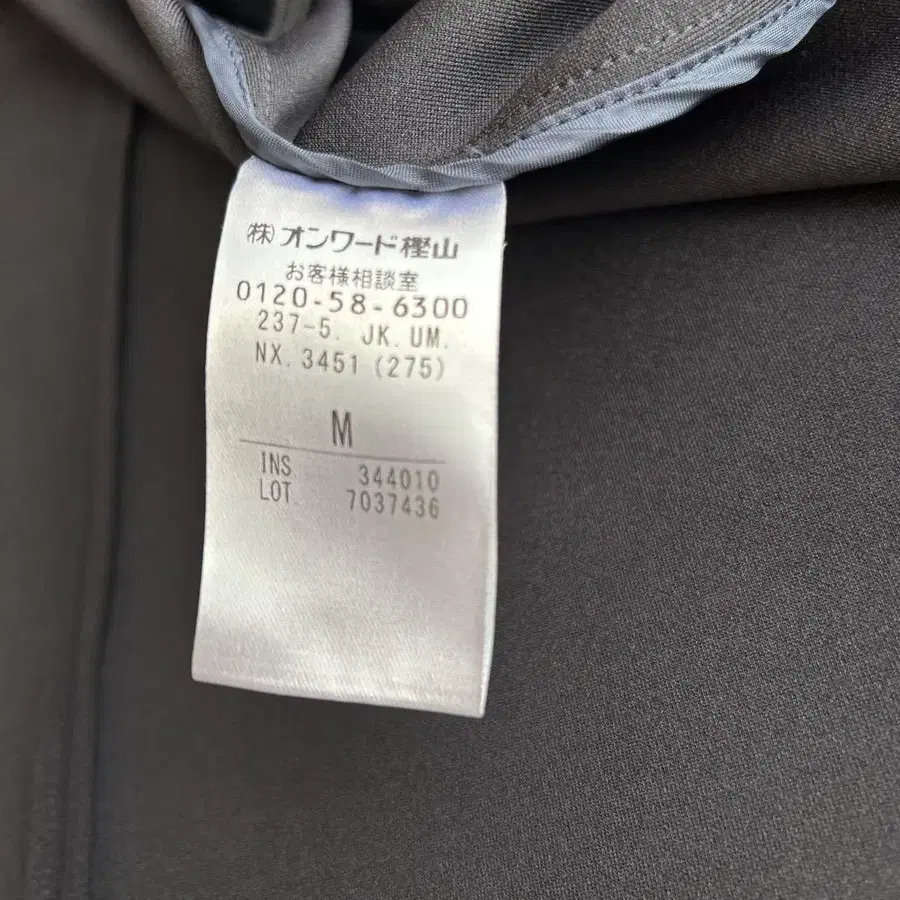 ㈱オンワード樫山
お客様相談室
0120-58-6300
237-5. JK. UM.
NX. 3451 (275)
M
INS. 344010
LOT. 7037436